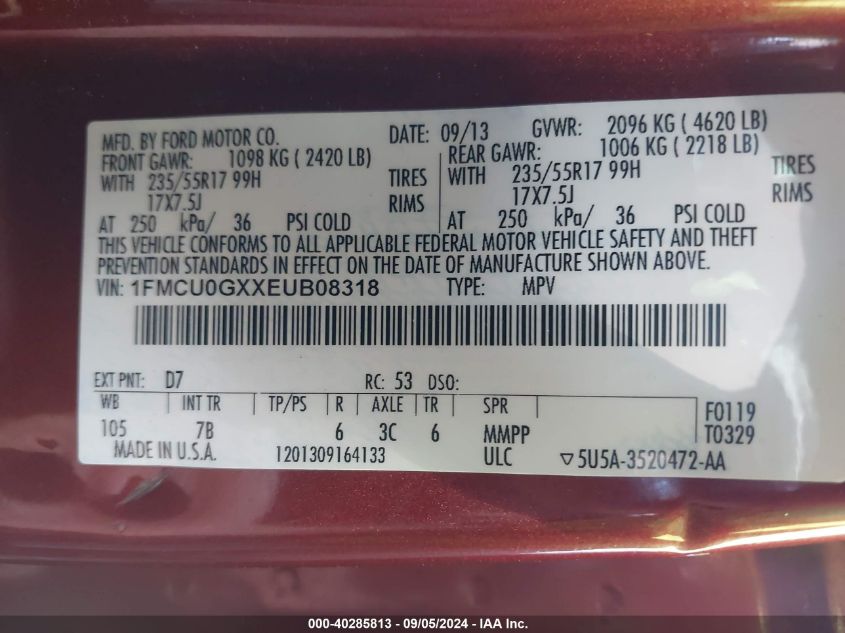 MFD. BY FORD MOTOR CO. DATE: 09/13 GVWR: 2096 KG ( 4620 LB)
FRONT GAWR: 1098 KG ( 2420 LB) REAR GAWR: 1006 KG ( 2218 LB)
WITH 235/55R17 99H TIRES WITH 235/55R17 99H TIRES
17X7.5J RIMS 17X7.5J RIMS
AT 250 kPa/ 36 PSI COLD AT 250 kPa/ 36 PSI COLD
THIS VEHICLE CONFORMS TO ALL APPLICABLE FEDERAL MOTOR VEHICLE SAFETY AND THEFT
PREVENTION STANDARDS IN EFFECT ON THE DATE OF MANUFACTURE SHOWN ABOVE.
VIN: 1FMCU0GXXEUB08318 TYPE: MPV
EXT PNT: D7 RC: 53 DSO:
WB INT TR TP/PS R AXLE TR SPR F0119
105 7B 6 3C 6 MMPP T0329
MADE IN U.S.A. 1201309164133 ULC ▽5U5A-3520472-AA
000-40285813 - 09/05/2024 - IAA Inc.